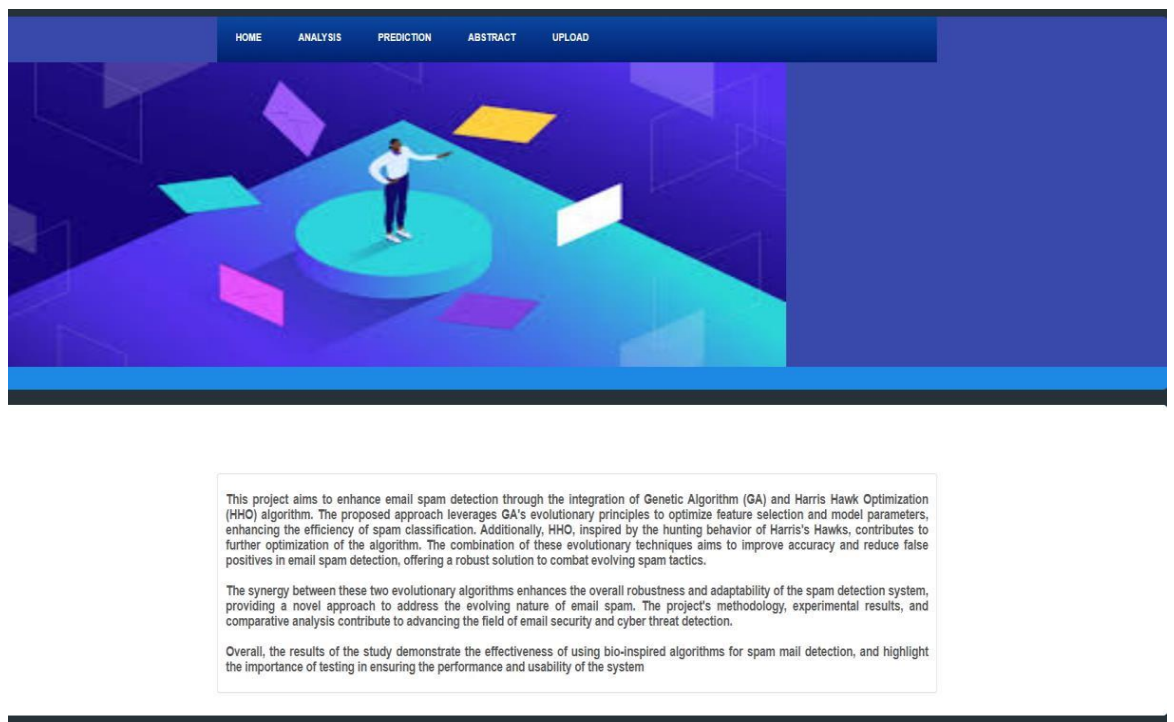 HOME ANALYSIS PREDICTION ABSTRACT UPLOAD
This project aims to enhance email spam detection through the integration of Genetic Algorithm (GA) and Harris Hawk Optimization
(HHO) algorithm. The proposed approach leverages GA's evolutionary principles to optimize feature selection and model parameters,
enhancing the efficiency of spam classification. Additionally, HHO, inspired by the hunting behavior of Harris's Hawks, contributes to
further optimization of the algorithm. The combination of these evolutionary techniques aims to improve accuracy and reduce false
positives in email spam detection, offering a robust solution to combat evolving spam tactics.
The synergy between these two evolutionary algorithms enhances the overall robustness and adaptability of the spam detection system,
providing a novel approach to address the evolving nature of email spam. The project's methodology, experimental results, and
comparative analysis contribute to advancing the field of email security and cyber threat detection.
Overall, the results of the study demonstrate the effectiveness of using bio-inspired algorithms for spam mail detection, and highlight
the importance of testing in ensuring the performance and usability of the system